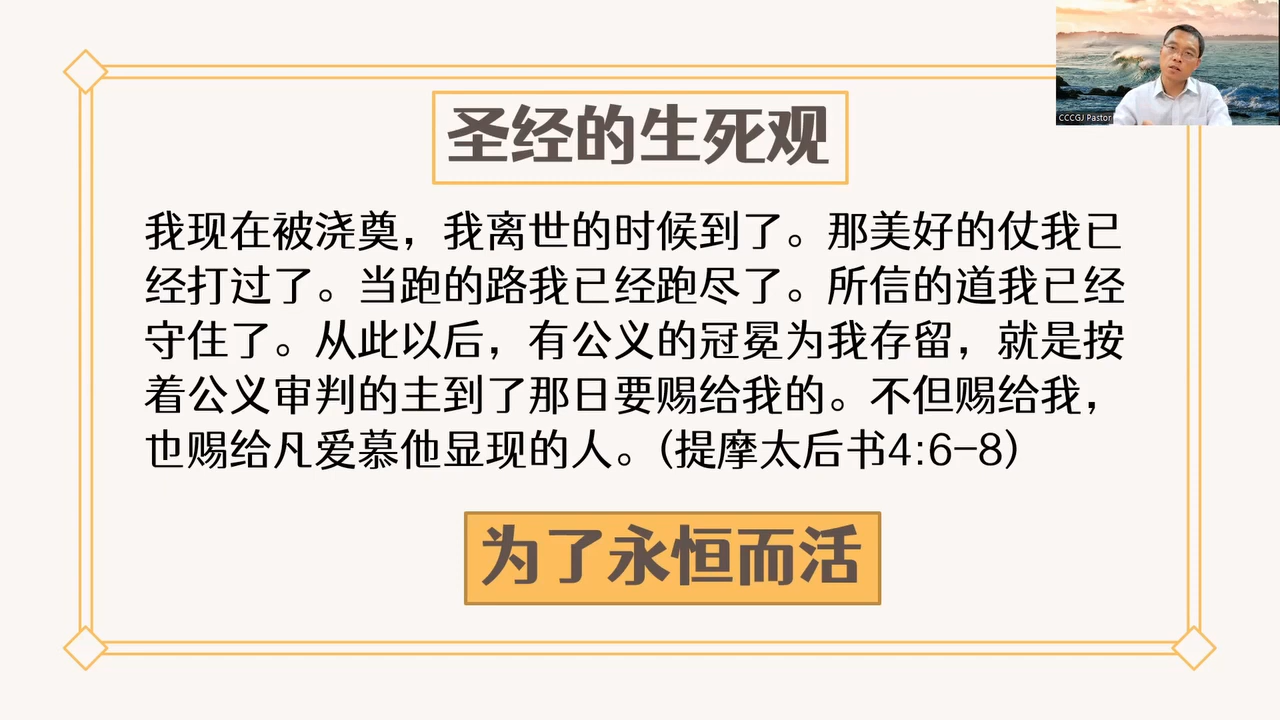 圣经的生死观
CCCGJ Pastor
我现在被浇奠，我离世的时候到了。那美好的仗我已
经打过了。当跑的路我已经跑尽了。所信的道我已经
守住了。从此以后，有公义的冠冕为我存留，就是按
着公义审判的主到了那日要赐给我的。不但赐给我，
也赐给凡爱慕他显现的人。(提摩太后书4:6-8)
为了永恒而活